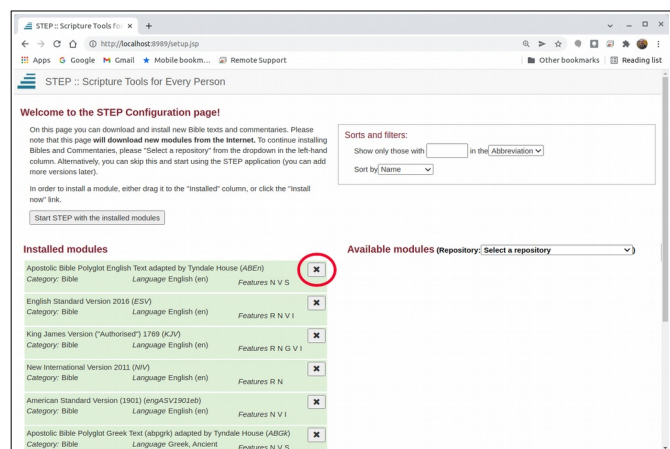 STEP :: Scripture Tools for
http://localhost:8989/setup.jsp
Apps Google Gmail Mobile bookm... Remote Support Other bookmarks Reading list
STEP :: Scripture Tools for Every Person
Welcome to the STEP Configuration page!
On this page you can download and install new Bible texts and commentaries. Please
note that this page will download new modules from the Internet. To continue installing
Bibles and Commentaries, please "Select a repository" from the dropdown in the left-hand
column. Alternatively, you can skip this and start using the STEP application (you can add
more versions later).
In order to install a module, either drag it to the "Installed" column, or click the "Install
now" link.
Start STEP with the installed modules
Sorts and filters:
Show only those with in the Abbreviation
Sort by Name
Installed modules
Apostolic Bible Polyglot English Text adapted by Tyndale House (ABEn)
Category: Bible Language English (en) Features N V S
English Standard Version 2016 (ESV)
Category: Bible Language English (en) Features R N V I
King James Version ("Authorised") 1769 (KJV)
Category: Bible Language English (en) Features R N G V I
New International Version 2011 (NIV)
Category: Bible Language English (en) Features R N
American Standard Version (1901) (engASV1901eb)
Category: Bible Language English (en) Features N V I
Apostolic Bible Polyglot Greek Text (abpgrk) adapted by Tyndale House (ABGk)
Category: Bible Language Greek, Ancient Features N V S
Available modules (Repository: Select a repository)